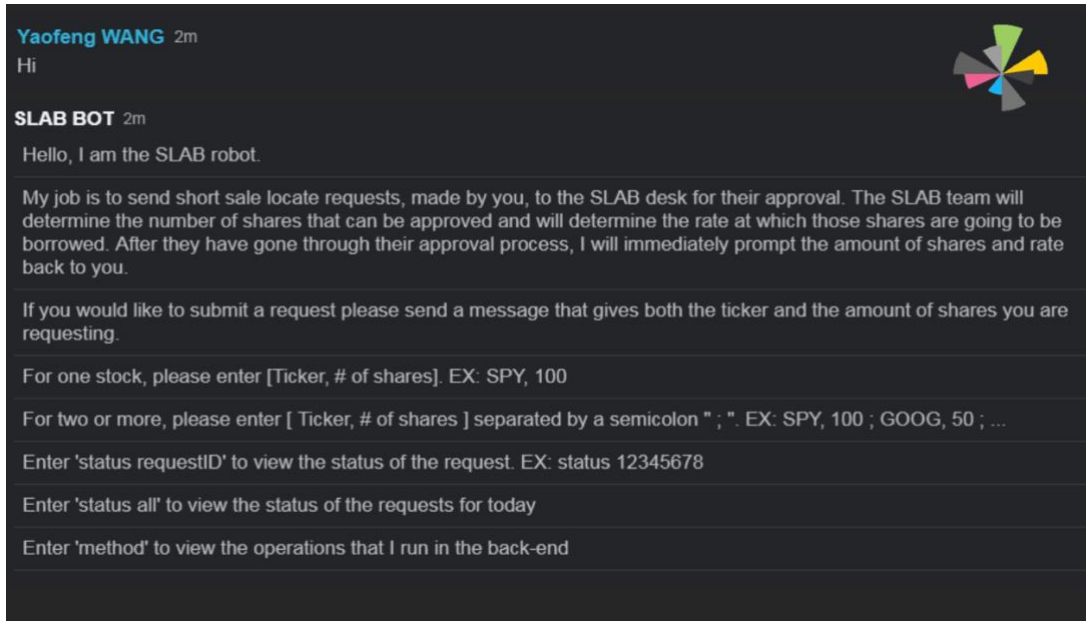 Yaofeng WANG 2m
Hi
SLAB BOT 2m
Hello, I am the SLAB robot.
My job is to send short sale locate requests, made by you, to the SLAB desk for their approval. The SLAB team will
determine the number of shares that can be approved and will determine the rate at which those shares are going to be
borrowed. After they have gone through their approval process, I will immediately prompt the amount of shares and rate
back to you.
If you would like to submit a request please send a message that gives both the ticker and the amount of shares you are
requesting.
For one stock, please enter [Ticker, # of shares]. EX: SPY, 100
For two or more, please enter [ Ticker, # of shares ] separated by a semicolon " ; ". EX: SPY, 100 ; GOOG, 50 ; ...
Enter 'status requestID' to view the status of the request. EX: status 12345678
Enter 'status all' to view the status of the requests for today
Enter 'method' to view the operations that I run in the back-end